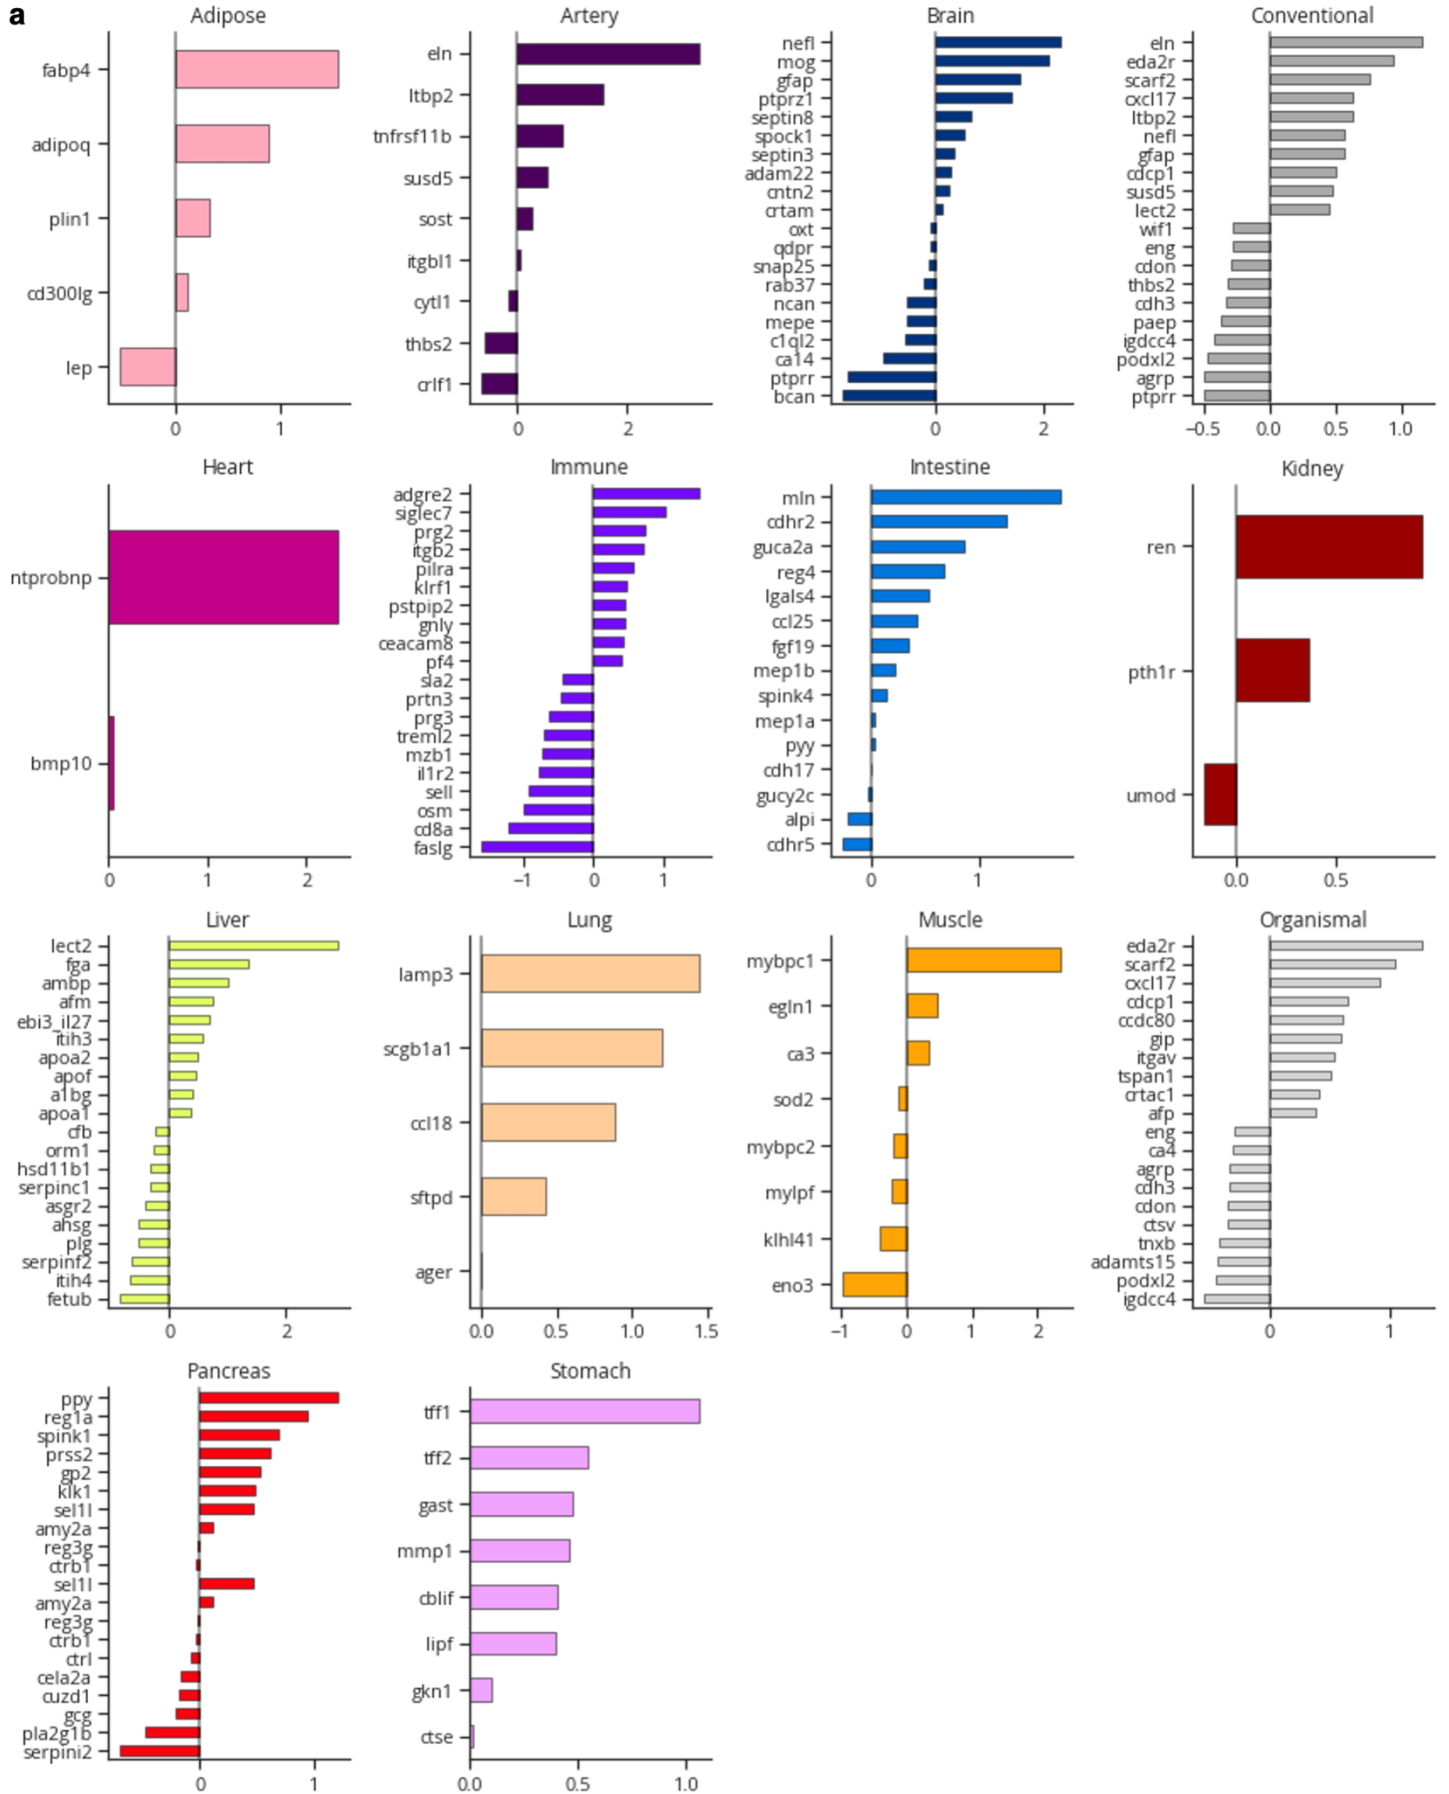 a
Adipose
fabp4
adipoq
plin1
cd300lg
lep
0 1
Artery
eln
ltbp2
tnfrsf11b
susd5
sost
itgbl1
cytl1
thbs2
crlf1
0 2
Brain
nefl
mog
gfap
ptprz1
septin8
spock1
septin3
adam22
cntn2
crtam
oxt
qdpr
snap25
rab37
ncan
mepe
c1ql2
ca14
ptprr
bcan
0 2
Conventional
eln
eda2r
scarf2
cxcl17
ltbp2
nefl
gfap
cdcp1
susd5
lect2
wif1
eng
cdon
thbs2
cdh3
paep
igdcc4
podxl2
agrp
ptprr
−0.5 0.0 0.5 1.0
Heart
ntprobnp
bmp10
0 1 2
Immune
adgre2
siglec7
prg2
itgb2
pilra
klrf1
pstpip2
gnly
ceacam8
pf4
sla2
prtn3
prg3
treml2
mzb1
il1r2
sell
osm
cd8a
faslg
−1 0 1
Intestine
mln
cdhr2
guca2a
reg4
lgals4
ccl25
fgf19
mep1b
spink4
mep1a
pyy
cdh17
gucy2c
alpi
cdhr5
0 1
Kidney
ren
pth1r
umod
0.0 0.5
Liver
lect2
fga
ambp
afm
ebi3_il27
itih3
apoa2
apof
a1bg
apoa1
cfb
orm1
hsd11b1
serpinc1
asgr2
ahsg
plg
serpinf2
itih4
fetub
0 2
Lung
lamp3
scgb1a1
ccl18
sftpd
ager
0.0 0.5 1.0 1.5
Muscle
mybpc1
egln1
ca3
sod2
mybpc2
mylpf
klhl41
eno3
−1 0 1 2
Organismal
eda2r
scarf2
cxcl17
cdcp1
ccdc80
gip
itgav
tspan1
crtac1
afp
eng
ca4
agrp
cdh3
cdon
ctsv
tnxb
adamts15
podxl2
igdcc4
0 1
Pancreas
ppy
reg1a
spink1
prss2
gp2
klk1
sel1l
amy2a
reg3g
ctrb1
sel1l
amy2a
reg3g
ctrb1
ctrl
cela2a
cuzd1
gcg
pla2g1b
serpini2
0 1
Stomach
tff1
tff2
gast
mmp1
cblif
lipf
gkn1
ctse
0.0 0.5 1.0